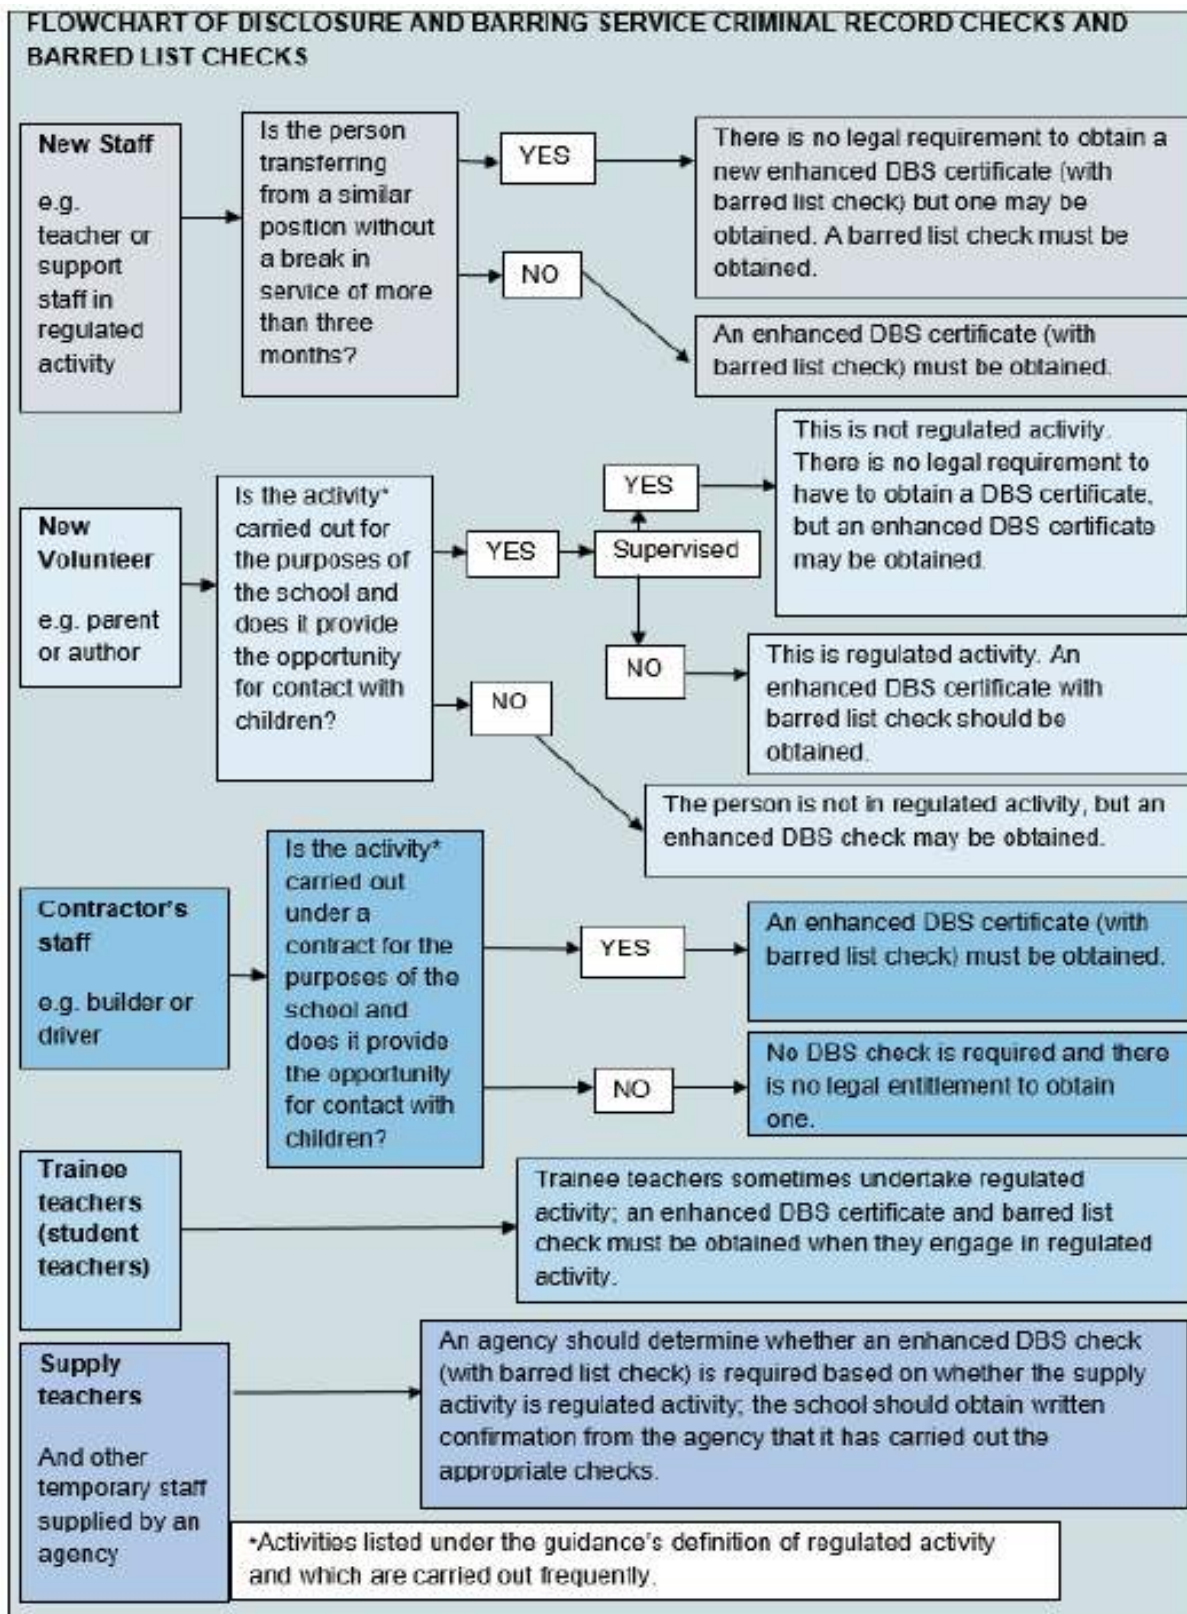 FLOWCHART OF DISCLOSURE AND BARRING SERVICE CRIMINAL RECORD CHECKS AND
BARRED LIST CHECKS
New Staff
e.g.
teacher or
support
staff in
regulated
activity
Is the person
transferring
from a similar
position without
a break in
service of more
than three
months?
YES
There is no legal requirement to obtain a
new enhanced DBS certificate (with
barred list check) but one may be
obtained. A barred list check must be
obtained.
NO
An enhanced DBS certificate (with
barred list check) must be obtained.
New
Volunteer
e.g. parent
or author
Is the activity*
carried out for
the purposes of
the school and
does it provide
the opportunity
for contact with
children?
YES
Supervised
YES
This is not regulated activity.
There is no legal requirement to
have to obtain a DBS certificate,
but an enhanced DBS certificate
may be obtained.
NO
This is regulated activity. An
enhanced DBS certificate with
barred list check should be
obtained.
NO
The person is not in regulated activity, but an
enhanced DBS check may be obtained.
Contractor's
staff
e.g. builder or
driver
Is the activity*
carried out
under a
contract for the
purposes of the
school and
does it provide
the opportunity
for contact with
children?
YES
An enhanced DBS certificate (with
barred list check) must be obtained.
NO
No DBS check is required and there
is no legal entitlement to obtain
one.
Trainee
teachers
(student
teachers)
Trainee teachers sometimes undertake regulated
activity; an enhanced DBS certificate and barred list
check must be obtained when they engage in regulated
activity.
Supply
teachers
And other
temporary staff
supplied by an
agency
An agency should determine whether an enhanced DBS check
(with barred list check) is required based on whether the supply
activity is regulated activity; the school should obtain written
confirmation from the agency that it has carried out the
appropriate checks.
*Activities listed under the guidance's definition of regulated activity
and which are carried out frequently.